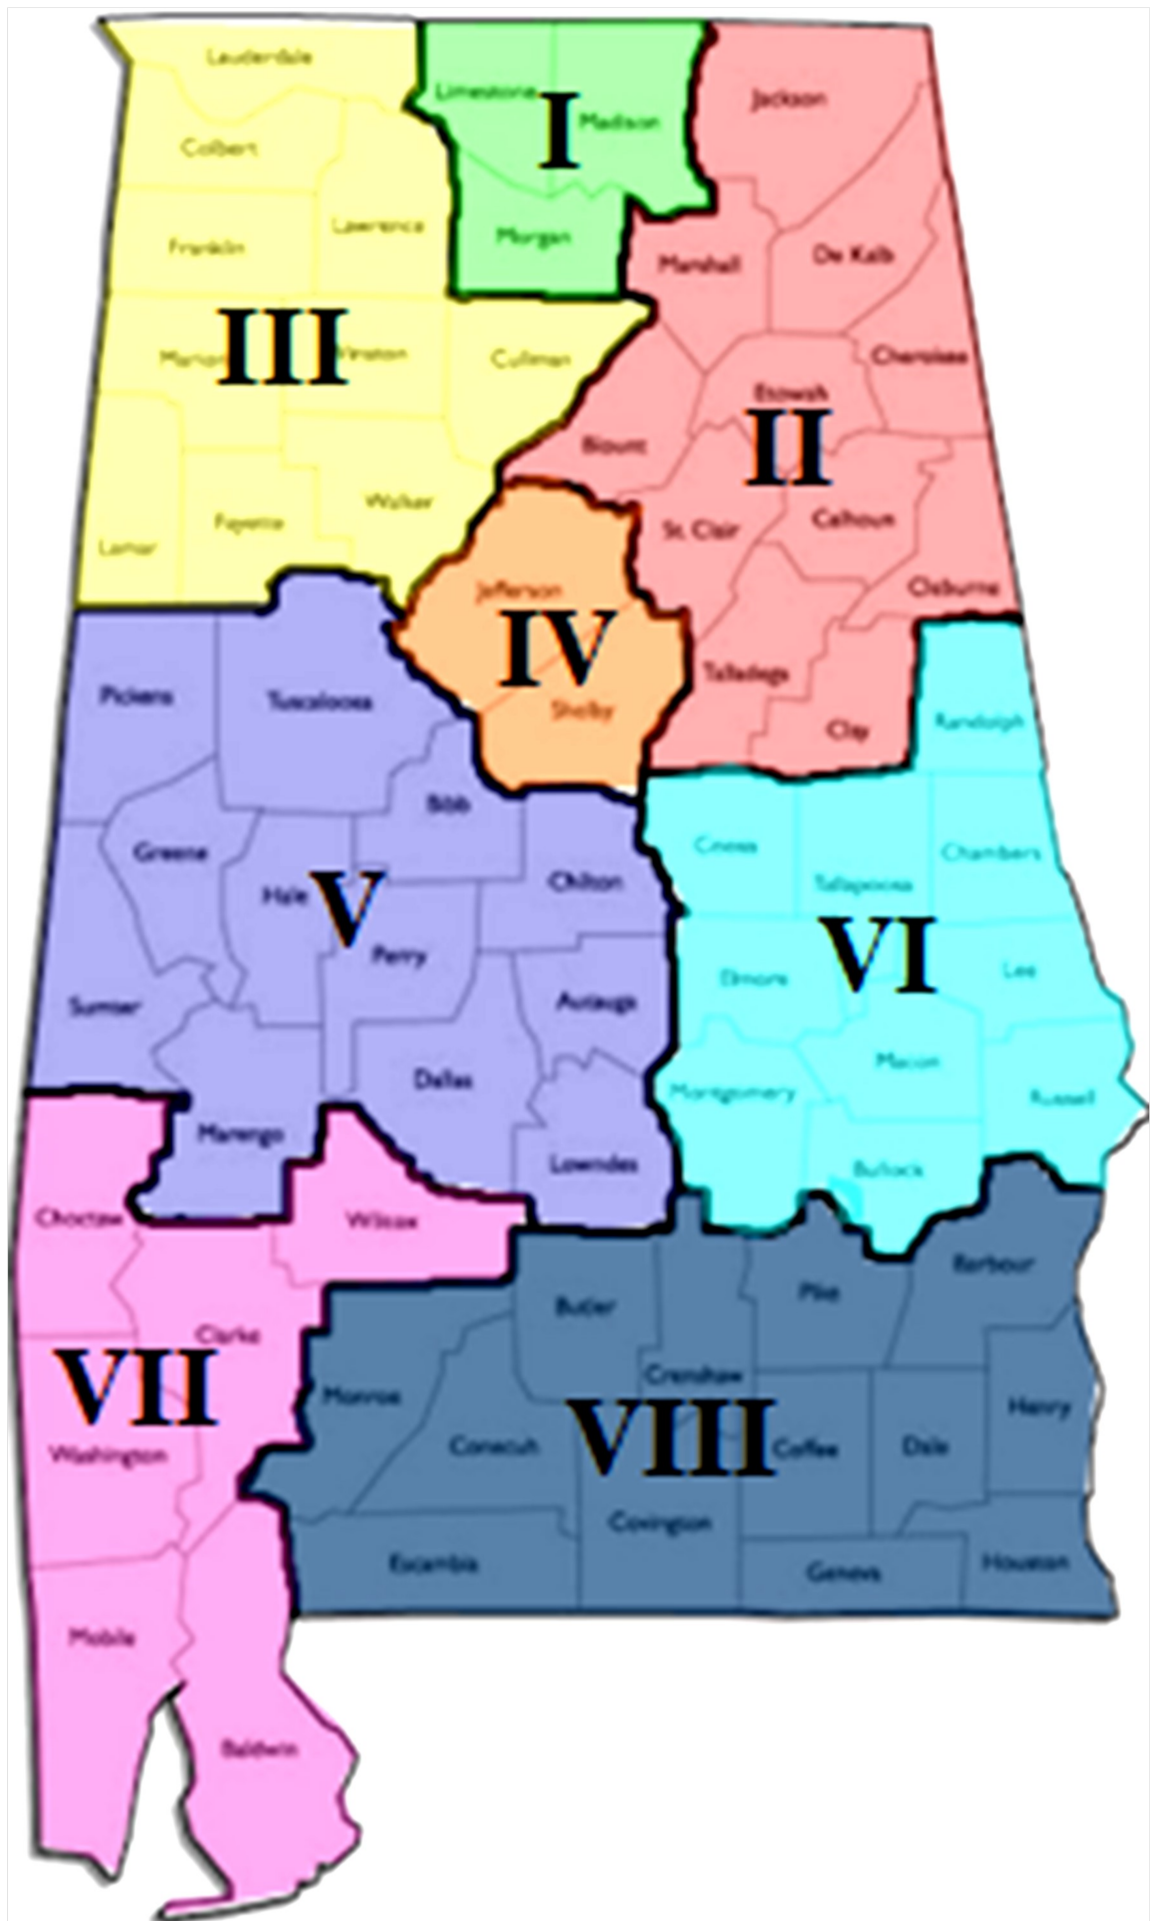 Lauderdale
Limestone
I
Madison
Jackson
Colbert
Lawrence
Franklin
Morgan
Marshall
De Kalb
III
Marion
Winston
Cullman
Cherokee
Etowah
II
Blount
Walker
Fayette
Lamar
St. Clair
Calhoun
Cleburne
Jefferson
IV
Shelby
Talladega
Clay
Randolph
Pickens
Tuscaloosa
Bibb
Greene
Hale
V
Chilton
Perry
Sumter
Autauga
Dallas
Marengo
Lowndes
Coosa
Tallapoosa
Chambers
VI
Elmore
Lee
Macon
Montgomery
Russell
Bullock
Choctaw
Wilcox
Clarke
VII
Washington
Mobile
Baldwin
Butler
Pike
Barbour
Crenshaw
Monroe
Conecuh
VIII
Coffee
Dale
Henry
Covington
Escambia
Geneva
Houston